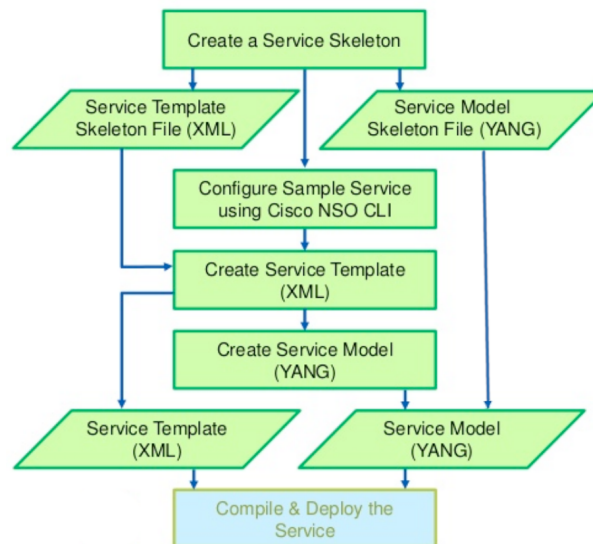 Create a Service Skeleton
Service Template
Skeleton File (XML)
Service Model
Skeleton File (YANG)
Configure Sample Service
using Cisco NSO CLI
Create Service Template
(XML)
Create Service Model
(YANG)
Service Template
(XML)
Service Model
(YANG)
Compile & Deploy the
Service